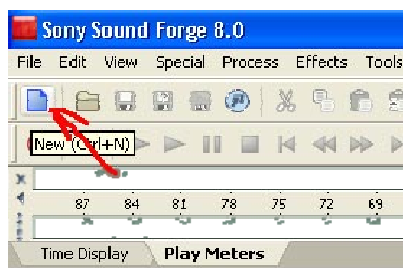 Sony Sound Forge 8.0
File Edit View Special Process Effects Tools
New (Ctrl+N)
87 84 81 78 75 72 69
Time Display Play Meters